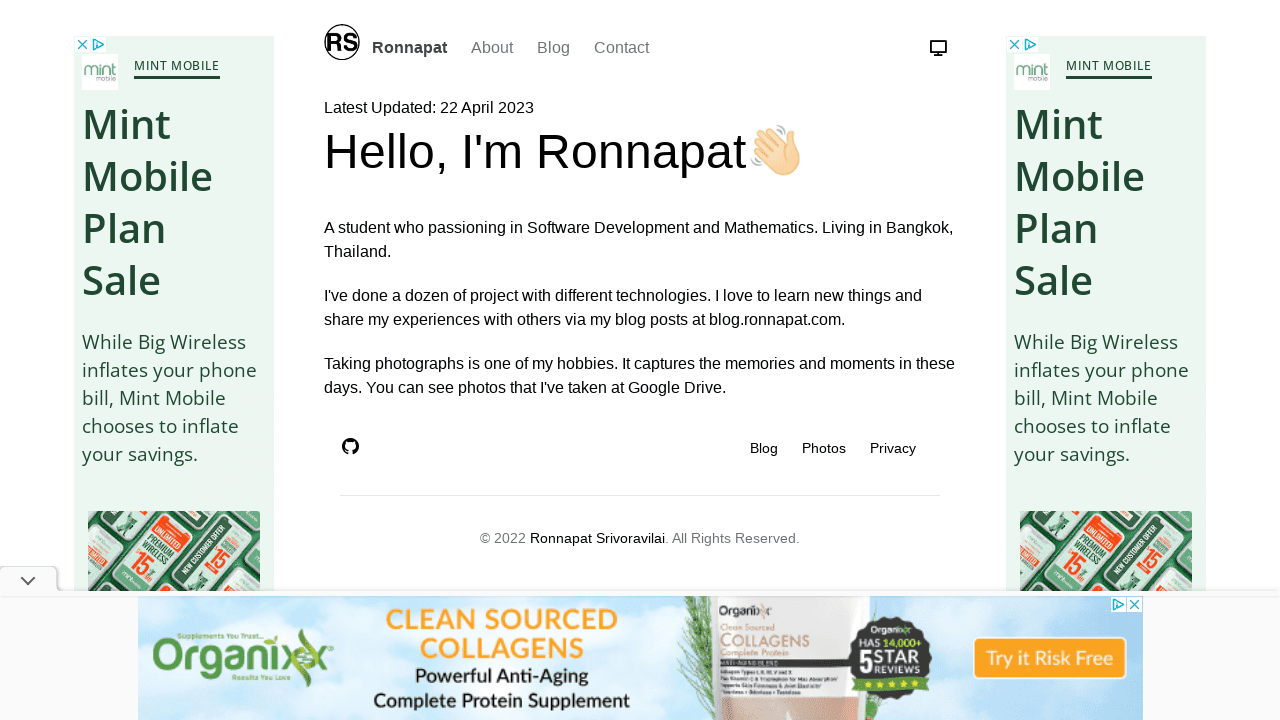 RS Ronnapat About Blog Contact
Latest Updated: 22 April 2023
Hello, I'm Ronnapat
A student who passioning in Software Development and Mathematics. Living in Bangkok,
Thailand.
I've done a dozen of project with different technologies. I love to learn new things and
share my experiences with others via my blog posts at blog.ronnapat.com.
Taking photographs is one of my hobbies. It captures the memories and moments in these
days. You can see photos that I've taken at Google Drive.
Blog Photos Privacy
© 2022 Ronnapat Srivoravilai. All Rights Reserved.
mint
mobile
MINT MOBILE
Mint
Mobile
Plan
Sale
While Big Wireless
inflates your phone
bill, Mint Mobile
chooses to inflate
your savings.
mint
mobile
MINT MOBILE
Mint
Mobile
Plan
Sale
While Big Wireless
inflates your phone
bill, Mint Mobile
chooses to inflate
your savings.
Supplements You Trust...
Organixx
Results You Love
CLEAN SOURCED
COLLAGENS
Powerful Anti-Aging
Complete Protein Supplement
Organixx
Clean Sourced
COLLAGENS
Complete Protein
ANTI-AGING BLEND
Organixx
HAS 14,000+
5 STAR
REVIEWS
Try it Risk Free